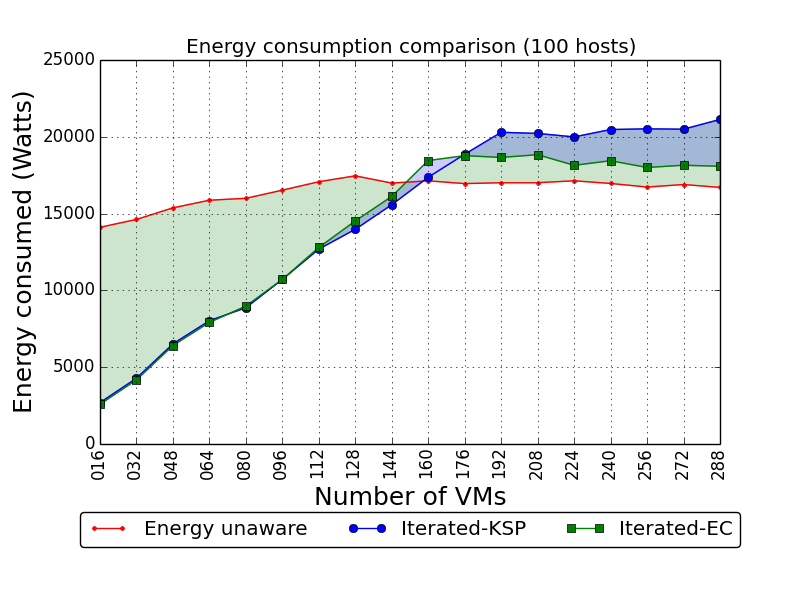 Energy consumption comparison (100 hosts)
25000
20000
15000
10000
5000
0
Energy consumed (Watts)
016 032 048 064 080 096 112 128 144 160 176 192 208 224 240 256 272 288
Number of VMs
Energy unaware Iterated-KSP Iterated-EC